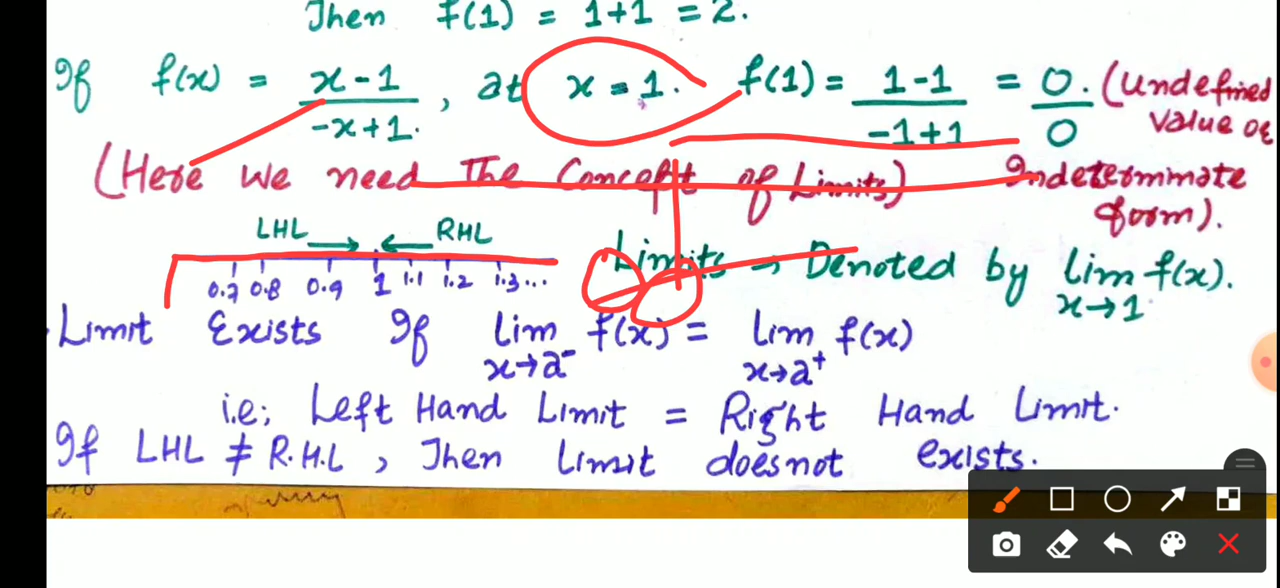 Then f(1) = 1+1 = 2.
If f(x) = x-1 / -x+1. , at x = 1. f(1) = 1-1 / -1+1 = 0/0. (Undefined value or
(Here we need The Concept of Limits) Indeterminate form).
LHL → ← RHL
Limits → Denoted by lim x→1 f(x).
0.7 0.8 0.9 1 1.1 1.2 1.3...
Limit Exists If lim x→a⁻ f(x) = lim x→a⁺ f(x)
i.e; Left Hand Limit = Right Hand Limit.
If LHL ≠ R.H.L , Then Limit doesnot exists.